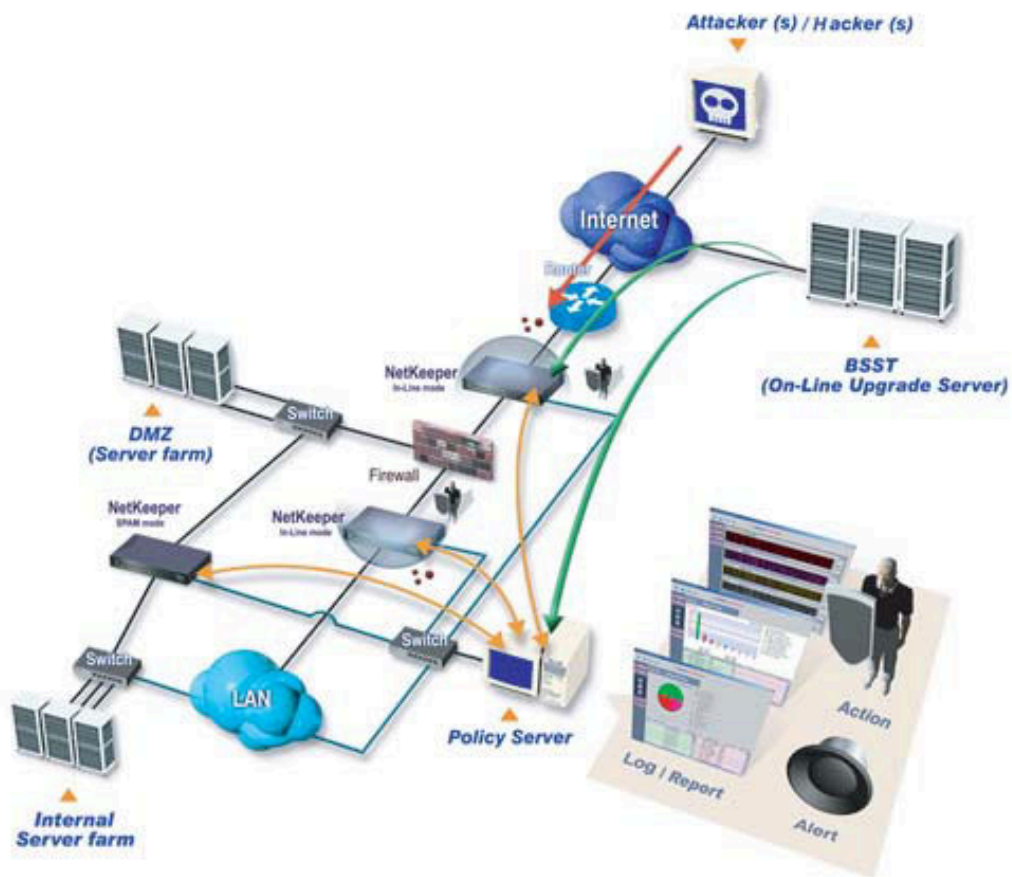 Attacker (s) / Hacker (s)
Internet
Router
BSST
(On-Line Upgrade Server)
NetKeeper
In-Line mode
Switch
DMZ
(Server farm)
Firewall
NetKeeper
SPAM mode
NetKeeper
In-Line mode
Switch
Switch
LAN
Policy Server
Internal
Server farm
Action
Log / Report
Alert